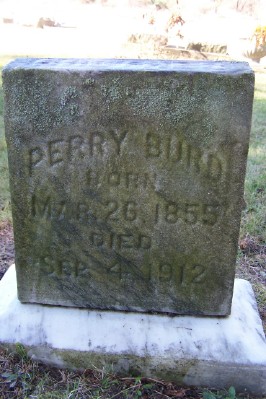 PERRY BURD
BORN
MAR. 26, 1855
DIED
SEP. 4, 1912